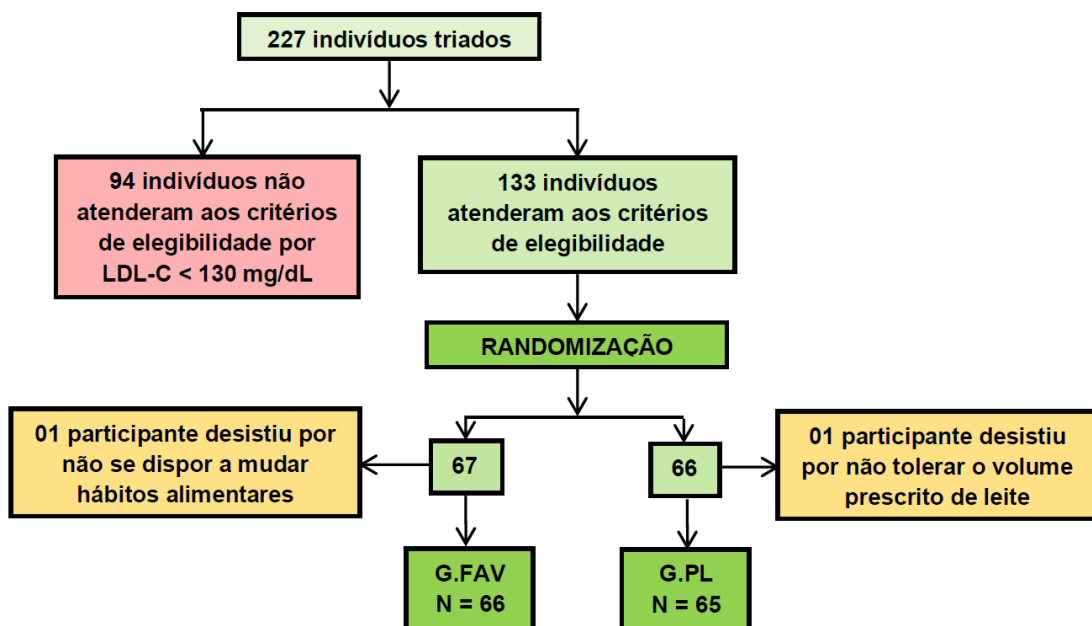 227 indivíduos triados
94 indivíduos não
atenderam aos critérios
de elegibilidade por
LDL-C < 130 mg/dL
133 indivíduos
atenderam aos critérios
de elegibilidade
RANDOMIZAÇÃO
01 participante desistiu por
não se dispor a mudar
hábitos alimentares
67
66
01 participante desistiu
por não tolerar o volume
prescrito de leite
G.FAV
N = 66
G.PL
N = 65